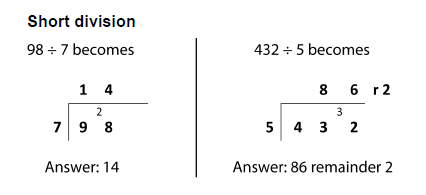 Short division
98 ÷ 7 becomes
1 4
2
7 9 8
Answer: 14
432 ÷ 5 becomes
8 6 r 2
3
5 4 3 2
Answer: 86 remainder 2